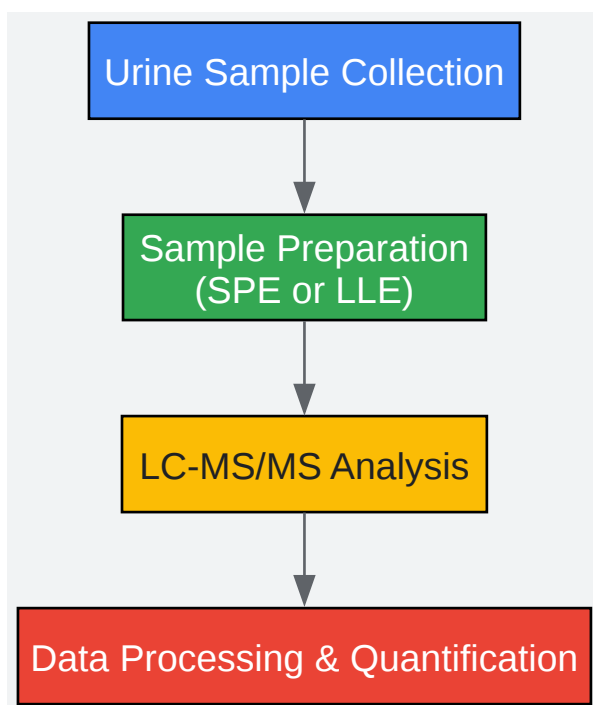 Urine Sample Collection
Sample Preparation
(SPE or LLE)
LC-MS/MS Analysis
Data Processing & Quantification